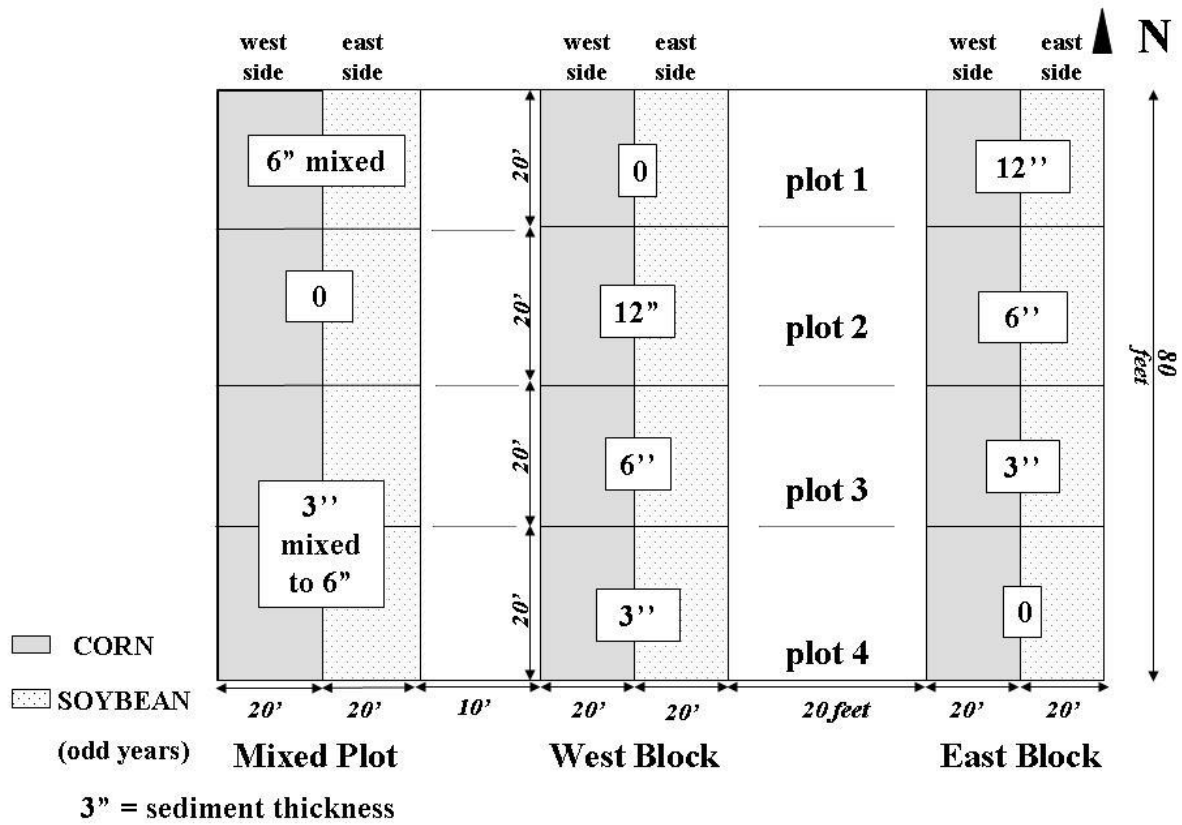 N
west side
east side
west side
east side
west side
east side
6” mixed
0
12’’
20’
plot 1
0
12”
6’’
20’
plot 2
80 feet
3’’ mixed to 6”
6’’
3’’
20’
plot 3
3’’
0
20’
plot 4
CORN
SOYBEAN
(odd years)
20’
20’
10’
20’
20’
20 feet
20’
20’
Mixed Plot
West Block
East Block
3” = sediment thickness